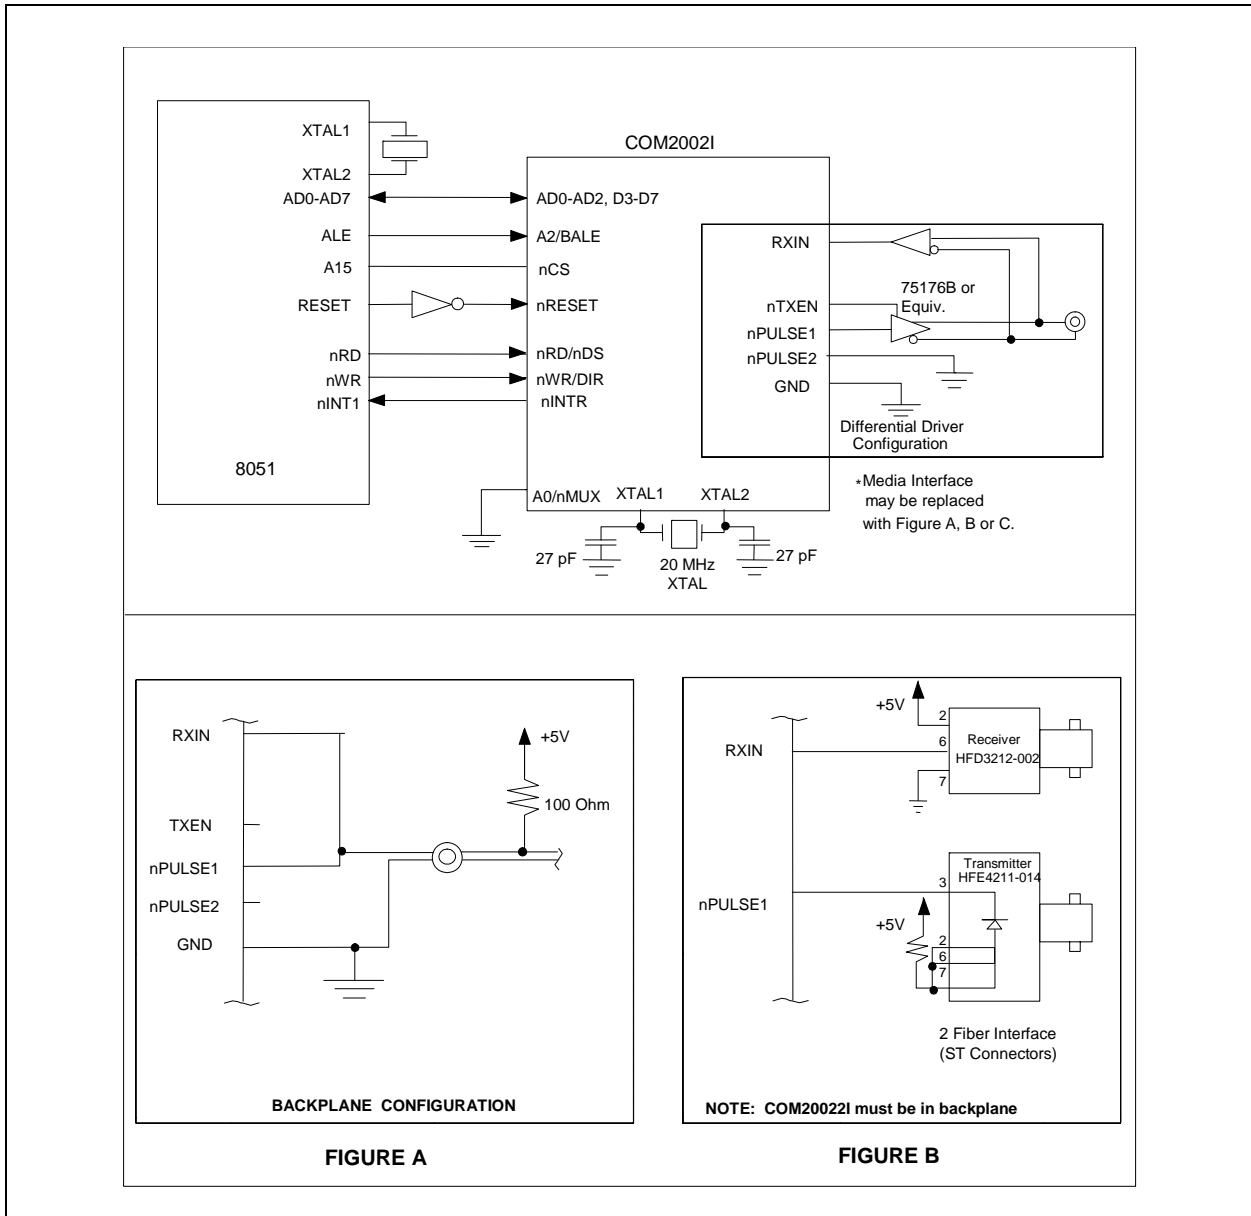 COM2002I
XTAL1
XTAL2
AD0-AD7
ALE
A15
RESET
nRD
nWR
nINT1
8051
AD0-AD2, D3-D7
A2/BALE
nCS
nRESET
nRD/nDS
nWR/DIR
nINTR
A0/nMUX
XTAL1
XTAL2
RXIN
nTXEN
nPULSE1
nPULSE2
GND
75176B or
Equiv.
Differential Driver
Configuration
*Media Interface
may be replaced
with Figure A, B or C.
27 pF
20 MHz
XTAL
27 pF
RXIN
TXEN
nPULSE1
nPULSE2
GND
+5V
100 Ohm
BACKPLANE CONFIGURATION
FIGURE A
RXIN
nPULSE1
+5V
2
6
7
Receiver
HFD3212-002
Transmitter
HFE4211-014
3
+5V
2
6
7
2 Fiber Interface
(ST Connectors)
NOTE: COM20022I must be in backplane
FIGURE B